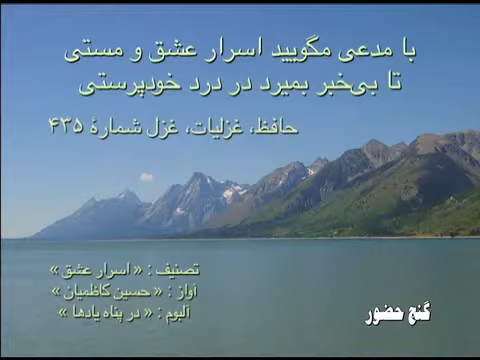 با مدعی مگویید اسرار عشق و مستی
تا بی‌خبر بمیرد در درد خودپرستی
حافظ، غزلیات، غزل شمارهٔ ۴۳۵
تصنیف : « اسرار عشق »
آواز : « حسین کاظمیان »
آلبوم : « در پناه یادها »
گنج حضور